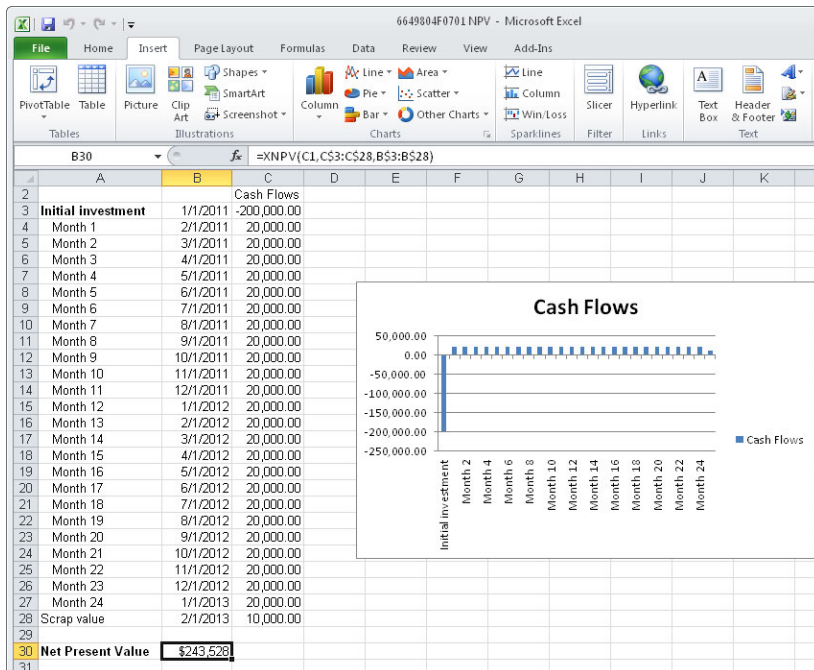 6649804F0701 NPV - Microsoft Excel
File Home Insert Page Layout Formulas Data Review View Add-Ins
PivotTable Table Picture Clip Art Shapes SmartArt Screenshot Column Line Pie Bar Area Scatter Other Charts Line Column Win/Loss Slicer Hyperlink Text Box Header & Footer
Tables Illustrations Charts Sparklines Filter Links Text
B30 fx =XNPV(C1,C$3:C$28,B$3:B$28)
A B C D E F G H I J K
2 Cash Flows
3 Initial investment 1/1/2011 -200,000.00
4 Month 1 2/1/2011 20,000.00
5 Month 2 3/1/2011 20,000.00
6 Month 3 4/1/2011 20,000.00
7 Month 4 5/1/2011 20,000.00
8 Month 5 6/1/2011 20,000.00
9 Month 6 7/1/2011 20,000.00
10 Month 7 8/1/2011 20,000.00
11 Month 8 9/1/2011 20,000.00
12 Month 9 10/1/2011 20,000.00
13 Month 10 11/1/2011 20,000.00
14 Month 11 12/1/2011 20,000.00
15 Month 12 1/1/2012 20,000.00
16 Month 13 2/1/2012 20,000.00
17 Month 14 3/1/2012 20,000.00
18 Month 15 4/1/2012 20,000.00
19 Month 16 5/1/2012 20,000.00
20 Month 17 6/1/2012 20,000.00
21 Month 18 7/1/2012 20,000.00
22 Month 19 8/1/2012 20,000.00
23 Month 20 9/1/2012 20,000.00
24 Month 21 10/1/2012 20,000.00
25 Month 22 11/1/2012 20,000.00
26 Month 23 12/1/2012 20,000.00
27 Month 24 1/1/2013 20,000.00
28 Scrap value 2/1/2013 10,000.00
29
30 Net Present Value $243,528
31
Cash Flows
50,000.00
0.00
-50,000.00
-100,000.00
-150,000.00
-200,000.00
-250,000.00
Initial investment
Month 2
Month 4
Month 6
Month 8
Month 10
Month 12
Month 14
Month 16
Month 18
Month 20
Month 22
Month 24
Cash Flows